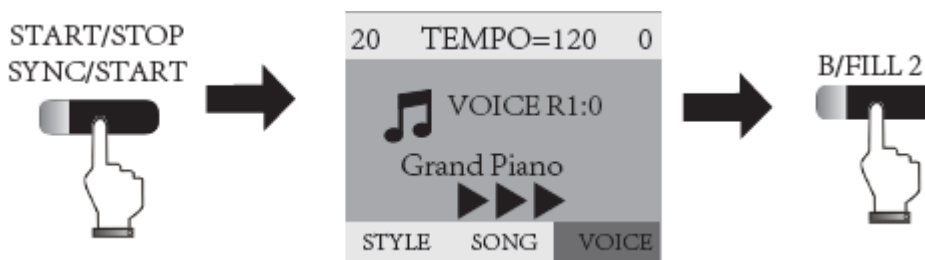 START/STOP
SYNC/START
20 TEMPO=120 0
VOICE R1:0
Grand Piano
STYLE SONG VOICE
B/FILL 2